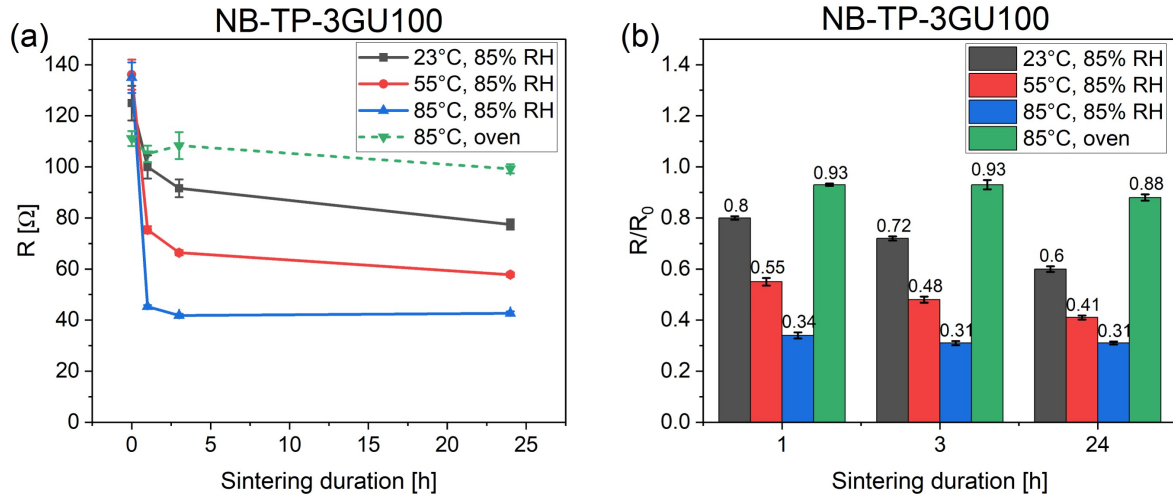 NB-TP-3GU100
(a)
23°C, 85% RH
55°C, 85% RH
85°C, 85% RH
85°C, oven
R [Ω]
140
120
100
80
60
40
20
0
0 5 10 15 20 25
Sintering duration [h]
NB-TP-3GU100
(b)
23°C, 85% RH
55°C, 85% RH
85°C, 85% RH
85°C, oven
R/R₀
1.4
1.2
1.0
0.8
0.6
0.4
0.2
0.0
0.8 0.55 0.34 0.93
0.72 0.48 0.31 0.93
0.6 0.41 0.31 0.88
1 3 24
Sintering duration [h]